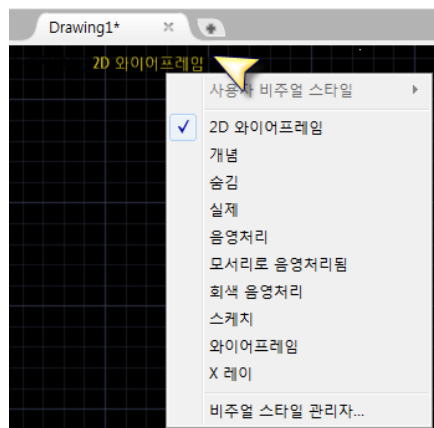 Drawing1*
2D 와이어프레임
사용자 비주얼 스타일
2D 와이어프레임
개념
숨김
실제
음영처리
모서리로 음영처리됨
회색 음영처리
스케치
와이어프레임
X 레이
비주얼 스타일 관리자...